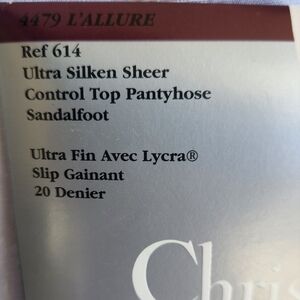 4479 L'ALLURE
Ref 614
Ultra Silken Sheer
Control Top Pantyhose
Sandalfoot
Ultra Fin Avec Lycra®
Slip Gainant
20 Denier
Chris